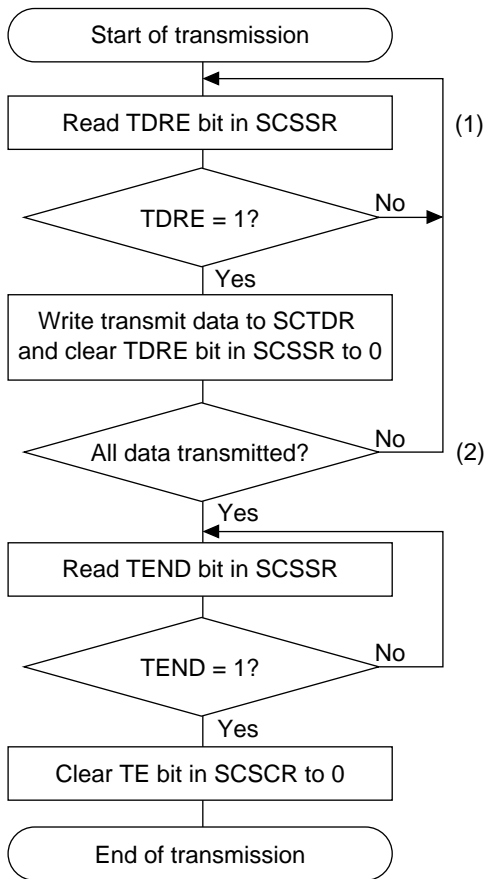 Start of transmission
Read TDRE bit in SCSSR
(1)
TDRE = 1?
No
Yes
Write transmit data to SCTDR
and clear TDRE bit in SCSSR to 0
All data transmitted?
No
(2)
Yes
Read TEND bit in SCSSR
TEND = 1?
No
Yes
Clear TE bit in SCSCR to 0
End of transmission